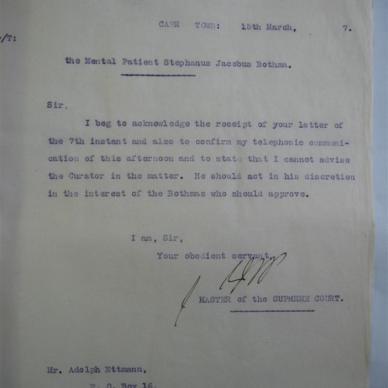 CAPE TOWN: 15th March, 7.
/T:
the Mental Patient Stephanus Jacobus Bothma.
Sir,
I beg to acknowledge the receipt of your letter of
the 7th instant and also to confirm my telephonic communi-
cation of this afternoon and to state that I cannot advise
the Curator in the matter. He should act in his discretion
in the interest of the Bothmas who should approve.
I am, Sir,
Your obedient servant,
MASTER of the SUPREME COURT.
Mr. Adolph Ettmann,
P. O. Box 16.